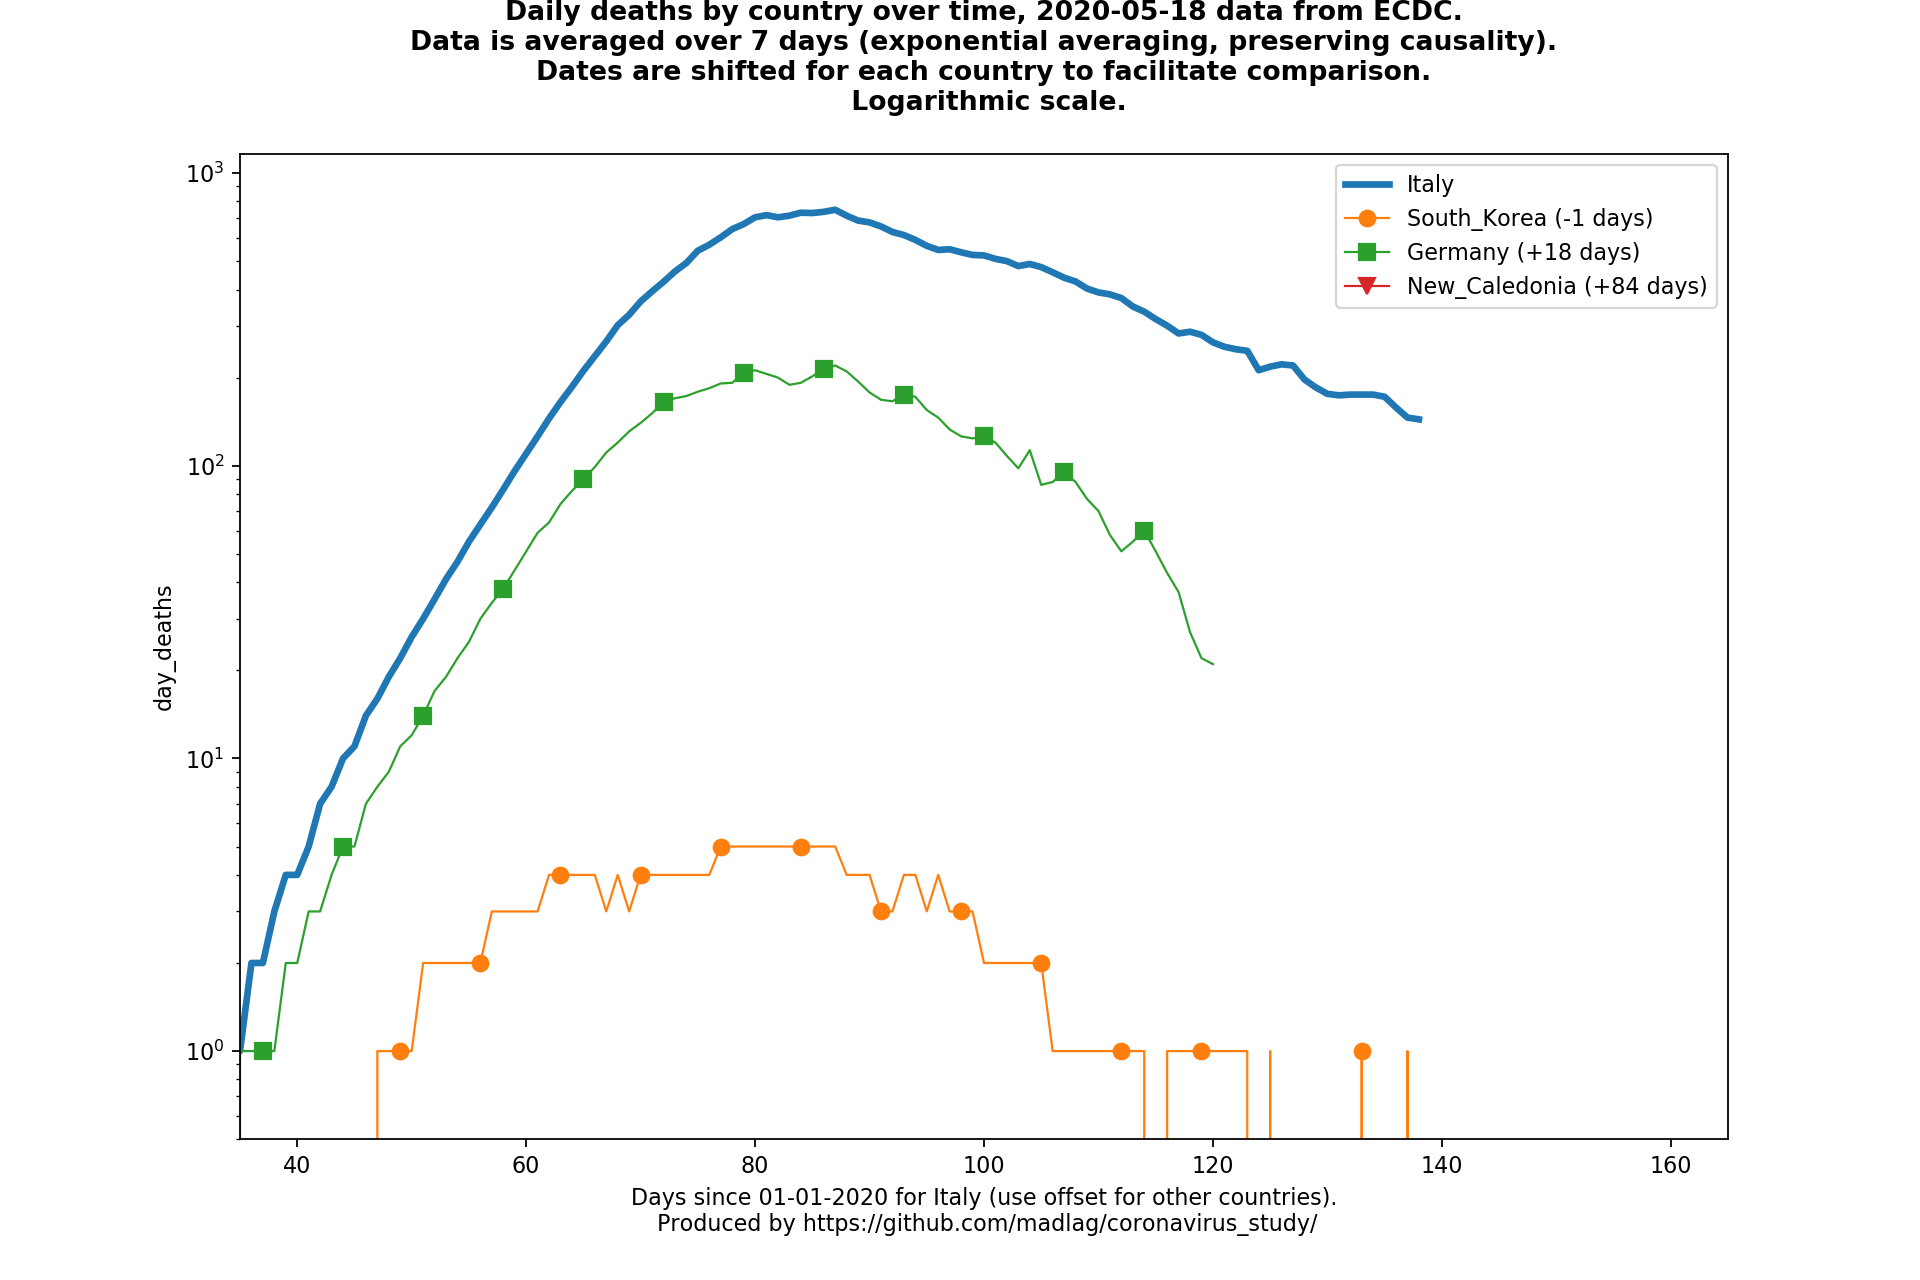 Daily deaths by country over time, 2020-05-18 data from ECDC.
Data is averaged over 7 days (exponential averaging, preserving causality).
Dates are shifted for each country to facilitate comparison.
Logarithmic scale.
10³
10²
10¹
10⁰
day_deaths
Italy
South_Korea (-1 days)
Germany (+18 days)
New_Caledonia (+84 days)
40 60 80 100 120 140 160
Days since 01-01-2020 for Italy (use offset for other countries).
Produced by https://github.com/madlag/coronavirus_study/